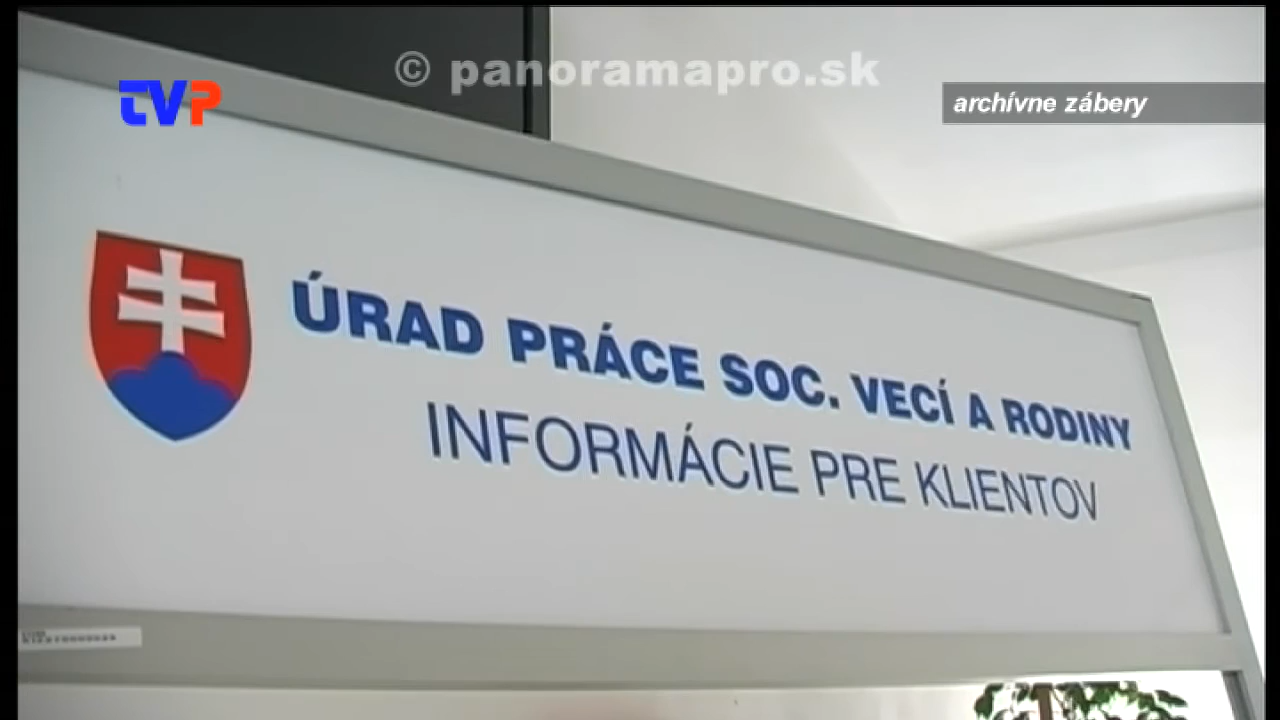 © panoramapro.sk
TVP
archívne zábery
ÚRAD PRÁCE SOC. VECÍ A RODINY
INFORMÁCIE PRE KLIENTOV